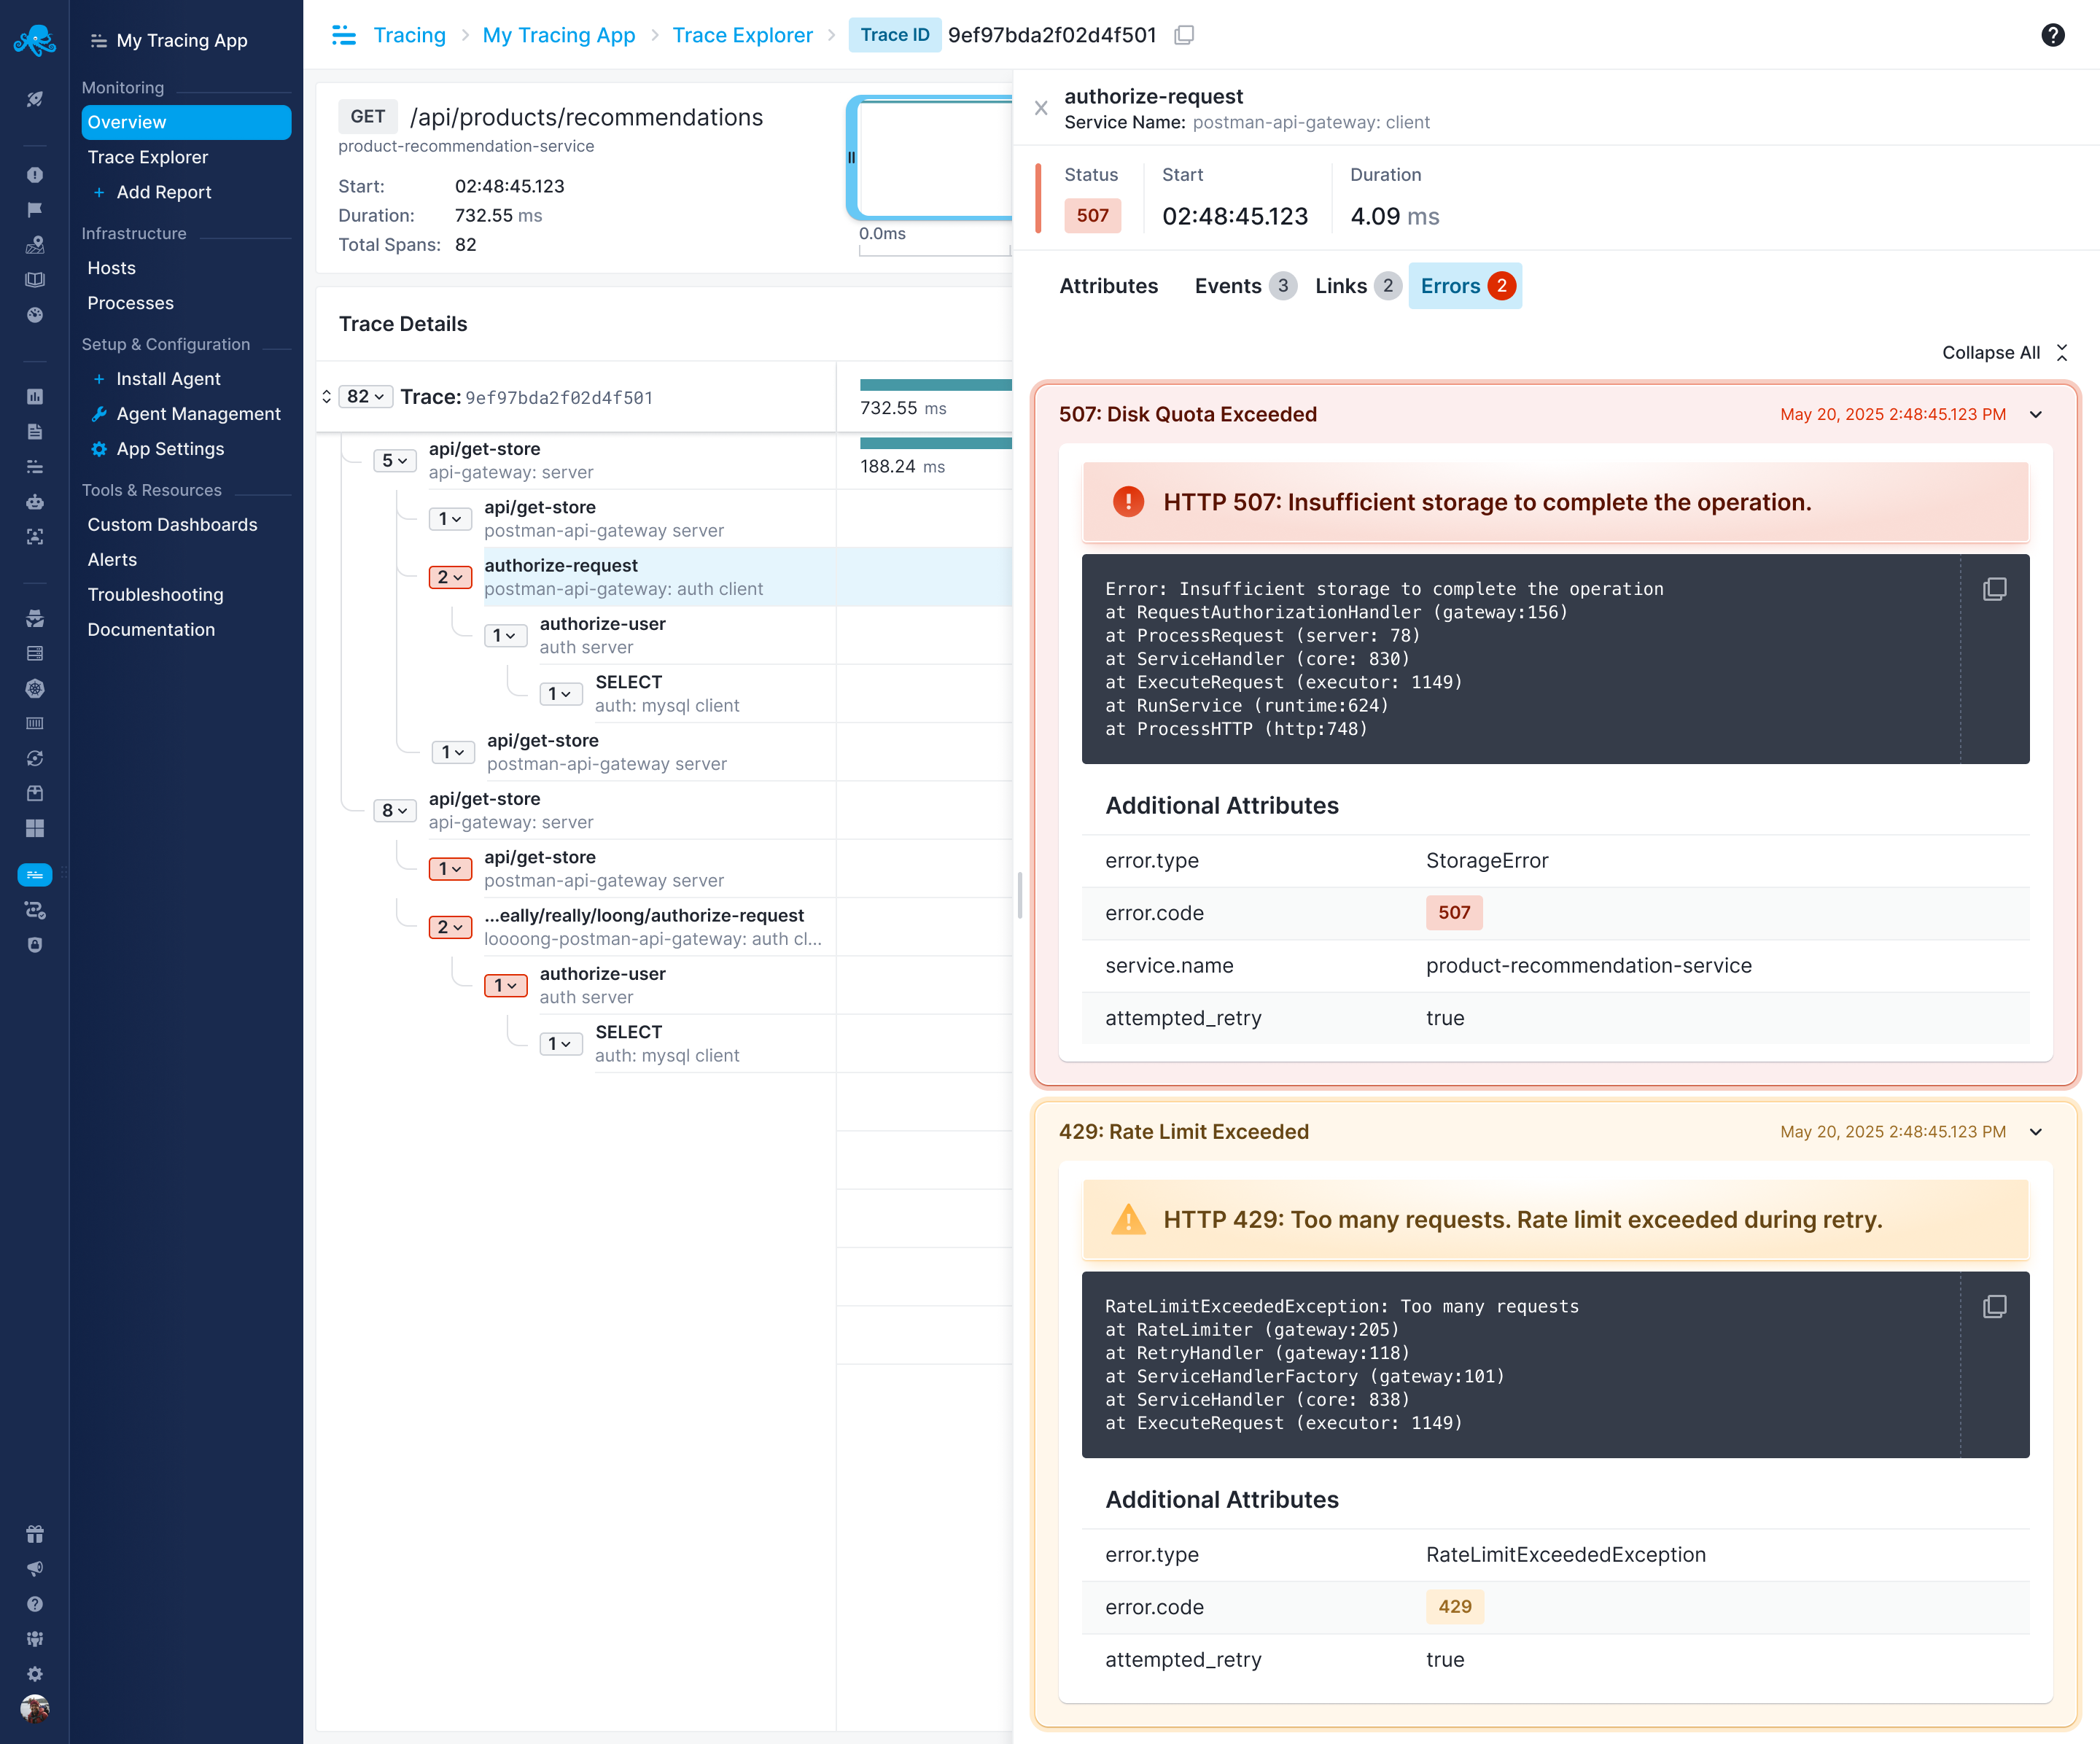 My Tracing App
Monitoring
Overview
Trace Explorer
+ Add Report
Infrastructure
Hosts
Processes
Setup & Configuration
+ Install Agent
Agent Management
App Settings
Tools & Resources
Custom Dashboards
Alerts
Troubleshooting
Documentation
Tracing > My Tracing App > Trace Explorer > Trace ID 9ef97bda2f02d4f501
GET /api/products/recommendations
product-recommendation-service
Start: 02:48:45.123
Duration: 732.55 ms
Total Spans: 82
0.0ms
Trace Details
82 Trace: 9ef97bda2f02d4f501
732.55 ms
5 api/get-store
api-gateway: server
188.24 ms
1 api/get-store
postman-api-gateway server
2 authorize-request
postman-api-gateway: auth client
1 authorize-user
auth server
1 SELECT
auth: mysql client
1 api/get-store
postman-api-gateway server
8 api/get-store
api-gateway: server
1 api/get-store
postman-api-gateway server
2 ...eally/really/loong/authorize-request
loooong-postman-api-gateway: auth cl...
1 authorize-user
auth server
1 SELECT
auth: mysql client
authorize-request
Service Name: postman-api-gateway: client
Status Start Duration
507 02:48:45.123 4.09 ms
Attributes Events 3 Links 2 Errors 2
Collapse All
507: Disk Quota Exceeded May 20, 2025 2:48:45.123 PM
HTTP 507: Insufficient storage to complete the operation.
Error: Insufficient storage to complete the operation
at RequestAuthorizationHandler (gateway:156)
at ProcessRequest (server: 78)
at ServiceHandler (core: 830)
at ExecuteRequest (executor: 1149)
at RunService (runtime:624)
at ProcessHTTP (http:748)
Additional Attributes
error.type StorageError
error.code 507
service.name product-recommendation-service
attempted_retry true
429: Rate Limit Exceeded May 20, 2025 2:48:45.123 PM
HTTP 429: Too many requests. Rate limit exceeded during retry.
RateLimitExceededException: Too many requests
at RateLimiter (gateway:205)
at RetryHandler (gateway:118)
at ServiceHandlerFactory (gateway:101)
at ServiceHandler (core: 838)
at ExecuteRequest (executor: 1149)
Additional Attributes
error.type RateLimitExceededException
error.code 429
attempted_retry true